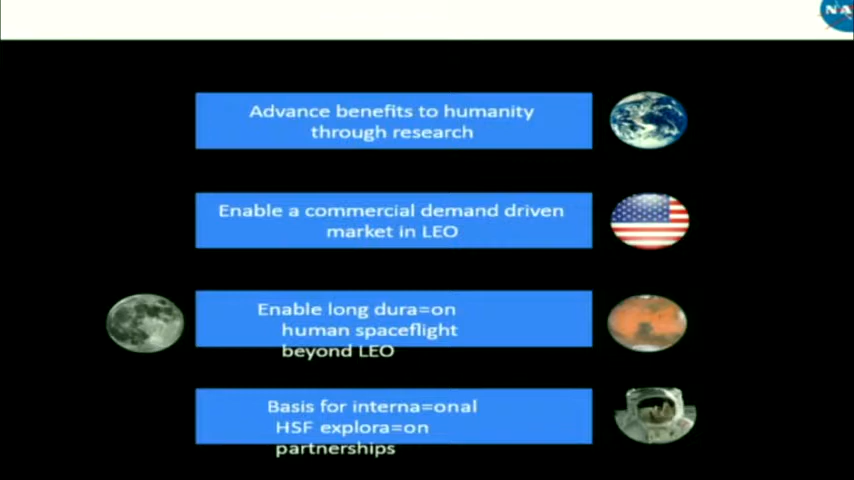 NA
Advance benefits to humanity
through research
Enable a commercial demand driven
market in LEO
Enable long dura=on
human spaceflight
beyond LEO
Basis for interna=onal
HSF explora=on
partnerships